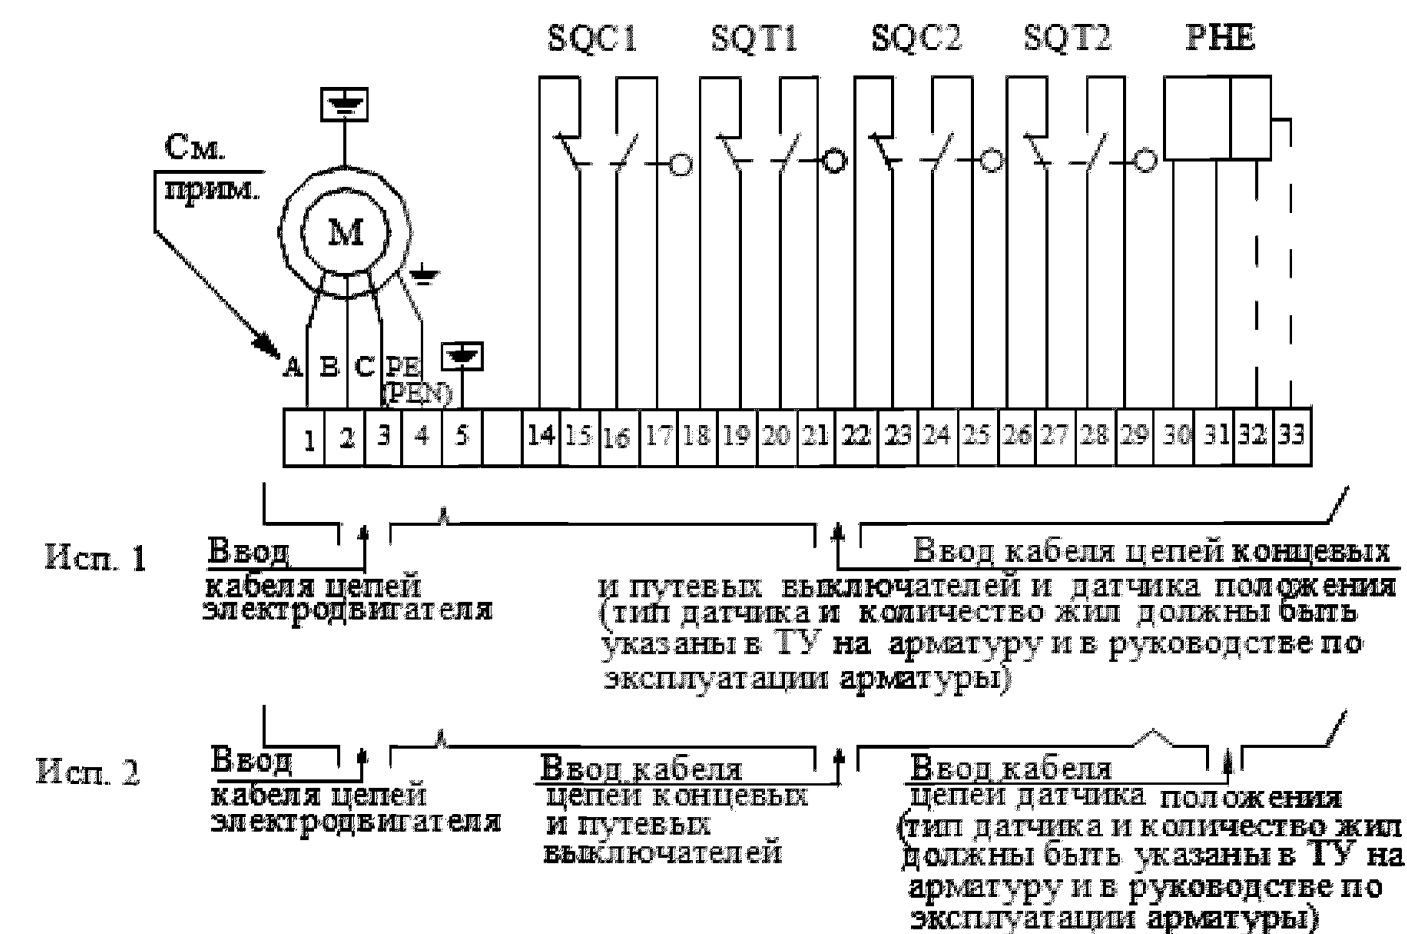 SQC1 SQT1 SQC2 SQT2 PHE
См.
прим.
M
A B C PE
(PEN)
1 2 3 4 5 14 15 16 17 18 19 20 21 22 23 24 25 26 27 28 29 30 31 32 33
Исп. 1
Ввод
кабеля цепей
электродвигателя
Ввод кабеля цепей концевых
и путевых выключателей и датчика положения
(тип датчика и количество жил должны быть
указаны в ТУ на арматуру и в руководстве по
эксплуатации арматуры)
Исп. 2
Ввод
кабеля цепей
электродвигателя
Ввод кабеля
цепей концевых
и путевых
выключателей
Ввод кабеля
цепей датчика положения
(тип датчика и количество жил
должны быть указаны в ТУ на
арматуру и в руководстве по
эксплуатации арматуры)